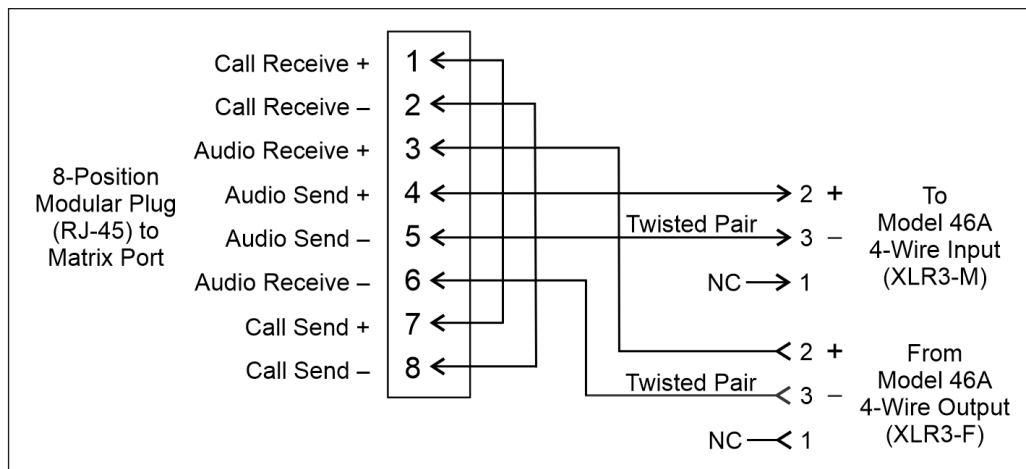 Call Receive +
1
Call Receive –
2
Audio Receive +
3
8-Position
Modular Plug
(RJ-45) to
Matrix Port
Audio Send +
4
2 +
To
Model 46A
4-Wire Input
(XLR3-M)
Audio Send –
5
Twisted Pair
3 –
Audio Receive –
6
NC
1
Call Send +
7
2 +
From
Model 46A
4-Wire Output
(XLR3-F)
Call Send –
8
Twisted Pair
3 –
NC
1